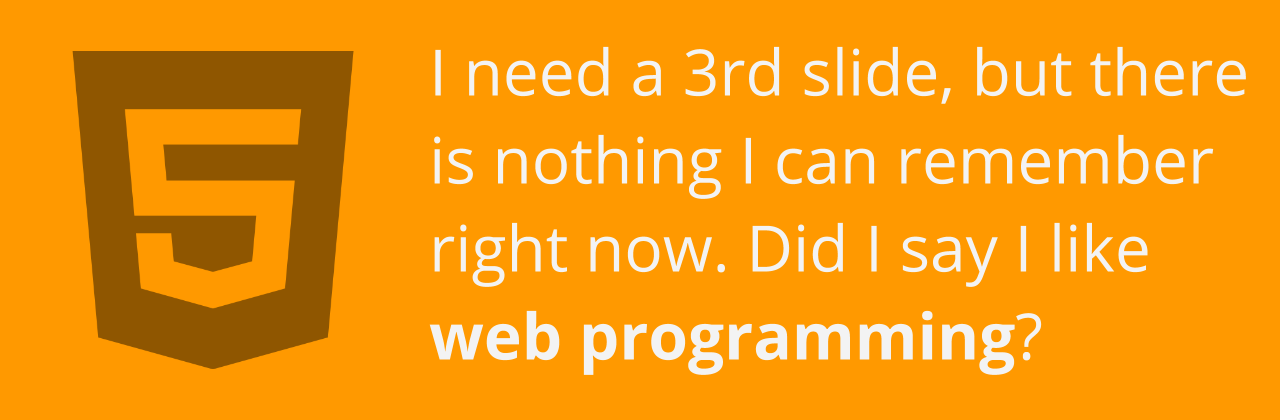 I need a 3rd slide, but there
is nothing I can remember
right now. Did I say I like
web programming?